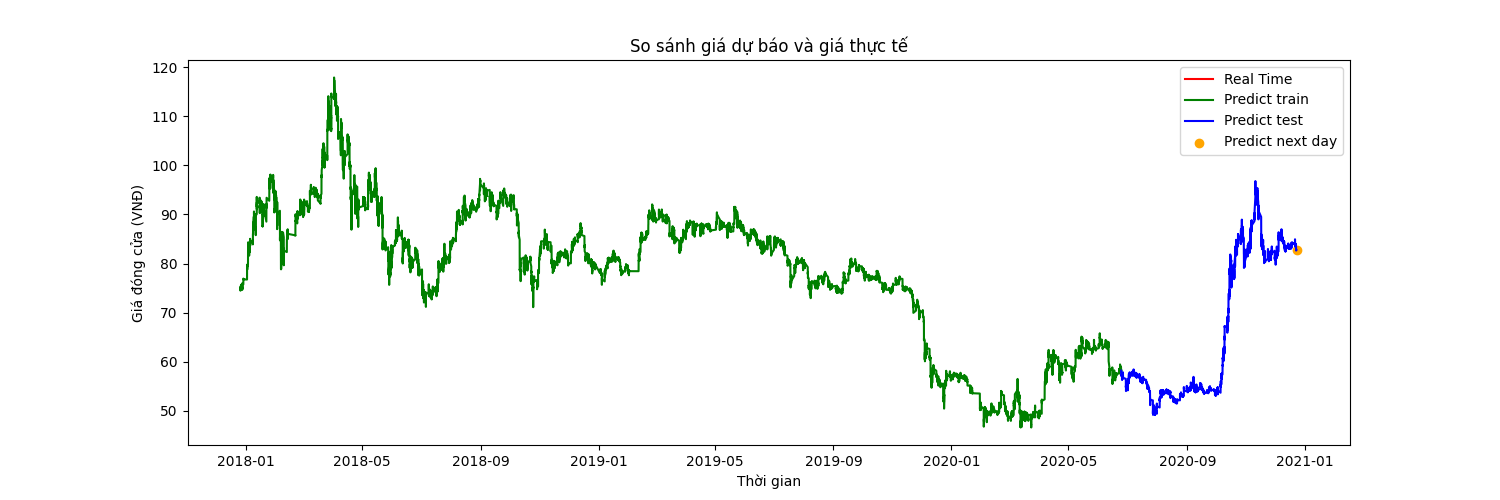 So sánh giá dự báo và giá thực tế
Giá đóng cửa (VNĐ)
120
110
100
90
80
70
60
50
Real Time
Predict train
Predict test
Predict next day
2018-01 2018-05 2018-09 2019-01 2019-05 2019-09 2020-01 2020-05 2020-09 2021-01
Thời gian